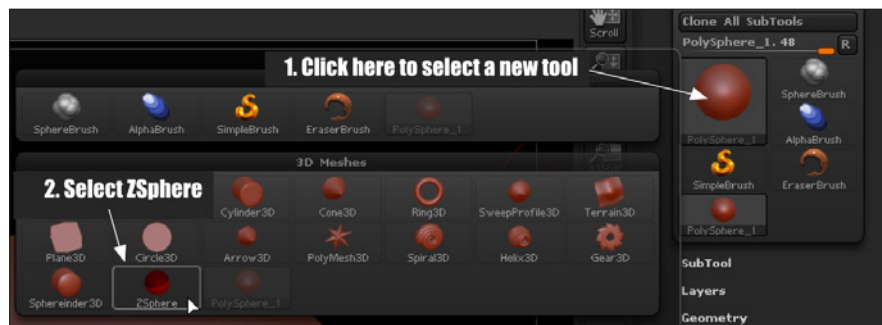 Scroll
Clone All SubTools
PolySphere_1. 48 R
1. Click here to select a new tool
SphereBrush
SphereBrush AlphaBrush SimpleBrush EraserBrush PolySphere_1
PolySphere_1 AlphaBrush
3D Meshes
2. Select ZSphere
SimpleBrush EraserBrush
Cylinder3D Cone3D Ring3D SweepProfile3D Terrain3D
PolySphere_1
Plane3D Circle3D Arrow3D PolyMesh3D Spiral3D Helix3D Gear3D
SubTool
Layers
Sphereinder3D ZSphere PolySphere_1
Geometry